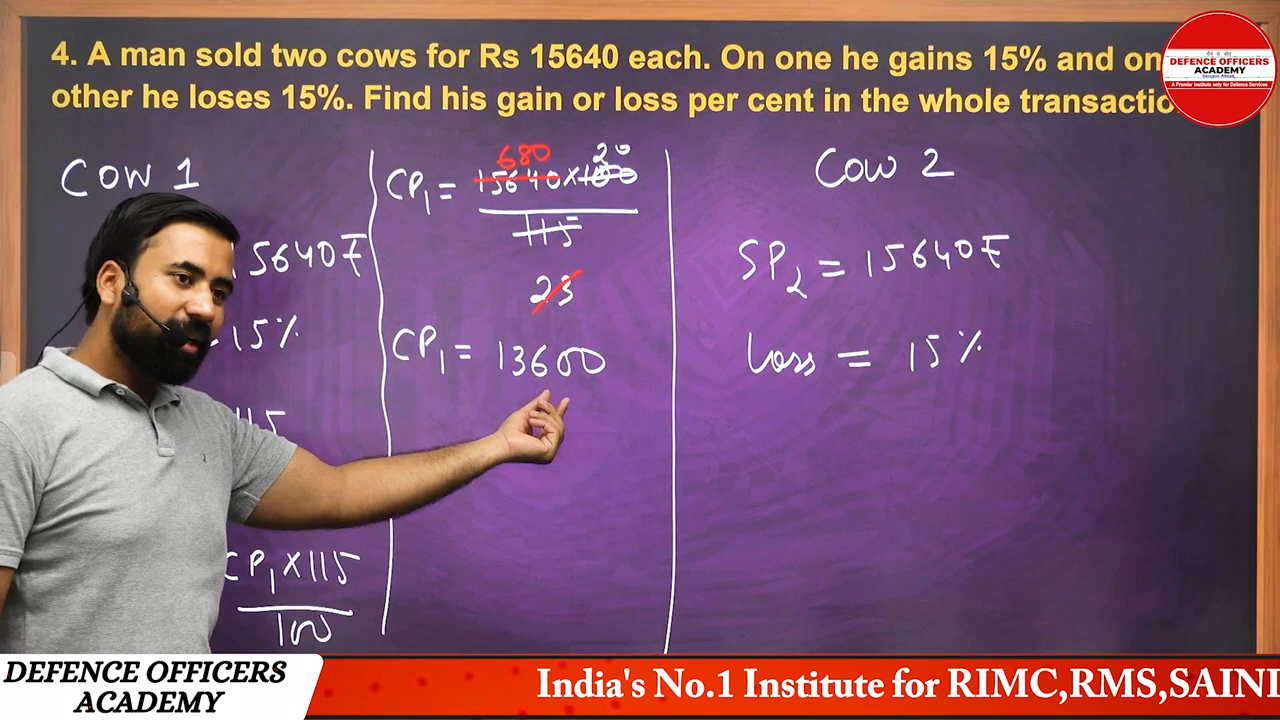 4. A man sold two cows for Rs 15640 each. On one he gains 15% and on
other he loses 15%. Find his gain or loss per cent in the whole transactio
DEFENCE OFFICERS
ACADEMY
A Premier Institute only for Defence Services
COW 1
15640₹
15%
115
CP₁ × 115
100
680 20
CP₁ = 15640 × 100
115
23
CP₁ = 13600
Cow 2
SP₂ = 15640₹
Loss = 15%
DEFENCE OFFICERS
ACADEMY
India's No.1 Institute for RIMC,RMS,SAINI